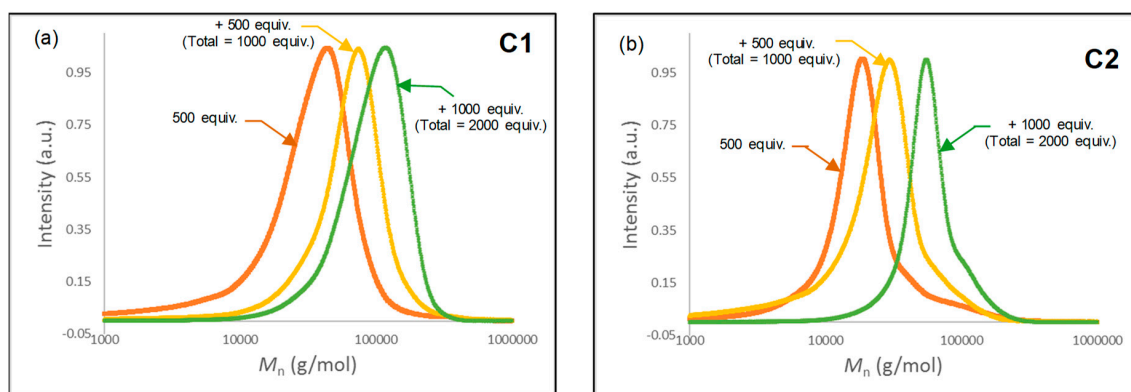 (a)
+ 500 equiv.
(Total = 1000 equiv.)
C1
0.95
500 equiv.
+ 1000 equiv.
(Total = 2000 equiv.)
0.75
0.55
0.35
0.15
-0.05
Intensity (a.u.)
1000
10000
100000
1000000
Mn (g/mol)
(b)
+ 500 equiv.
(Total = 1000 equiv.)
C2
0.95
500 equiv.
+ 1000 equiv.
(Total = 2000 equiv.)
0.75
0.55
0.35
0.15
-0.05
Intensity (a.u.)
1000
10000
100000
1000000
Mn (g/mol)